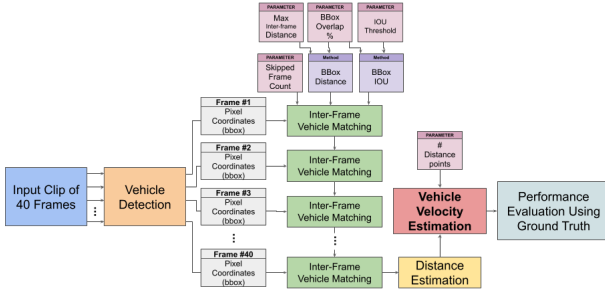 PARAMETER
Max
Inter-frame
Distance
PARAMETER
BBox
Overlap
%
PARAMETER
IOU
Threshold
PARAMETER
Skipped
Frame
Count
Method
BBox
Distance
Method
BBox
IOU
Frame #1
Pixel
Coordinates
(bbox)
Inter-Frame
Vehicle Matching
Frame #2
Pixel
Coordinates
(bbox)
Inter-Frame
Vehicle Matching
PARAMETER
#
Distance
points
Input Clip of
40 Frames
Vehicle
Detection
Frame #3
Pixel
Coordinates
(bbox)
Inter-Frame
Vehicle Matching
Vehicle
Velocity
Estimation
Performance
Evaluation Using
Ground Truth
Frame #40
Pixel
Coordinates
(bbox)
Inter-Frame
Vehicle Matching
Distance
Estimation